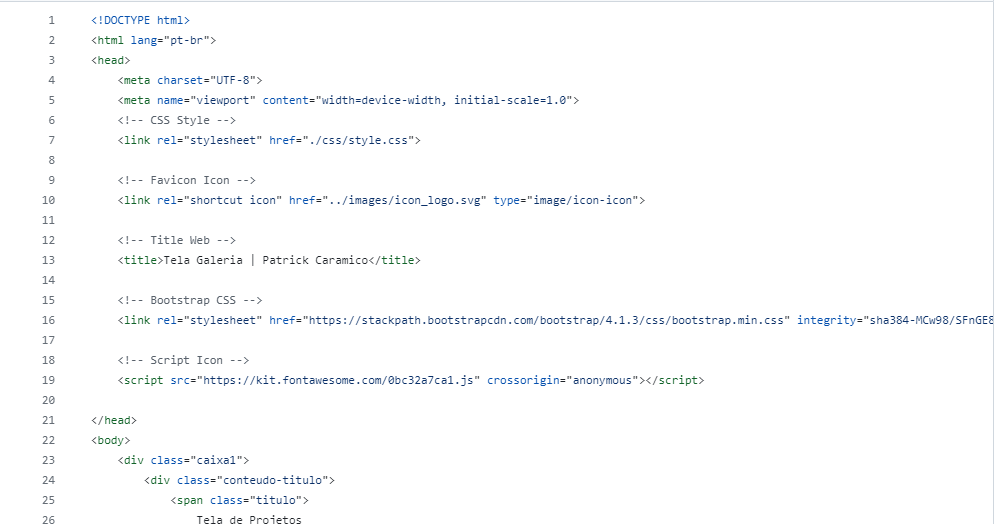 1 <!DOCTYPE html>
2 <html lang="pt-br">
3 <head>
4 <meta charset="UTF-8">
5 <meta name="viewport" content="width=device-width, initial-scale=1.0">
6 <!-- CSS Style -->
7 <link rel="stylesheet" href="./css/style.css">
8
9 <!-- Favicon Icon -->
10 <link rel="shortcut icon" href="../images/icon_logo.svg" type="image/icon-icon">
11
12 <!-- Title Web -->
13 <title>Tela Galeria | Patrick Caramico</title>
14
15 <!-- Bootstrap CSS -->
16 <link rel="stylesheet" href="https://stackpath.bootstrapcdn.com/bootstrap/4.1.3/css/bootstrap.min.css" integrity="sha384-MCw98/SFnGE8
17
18 <!-- Script Icon -->
19 <script src="https://kit.fontawesome.com/0bc32a7ca1.js" crossorigin="anonymous"></script>
20
21 </head>
22 <body>
23 <div class="caixa1">
24 <div class="conteudo-titulo">
25 <span class="titulo">
26 Tela de Projetos